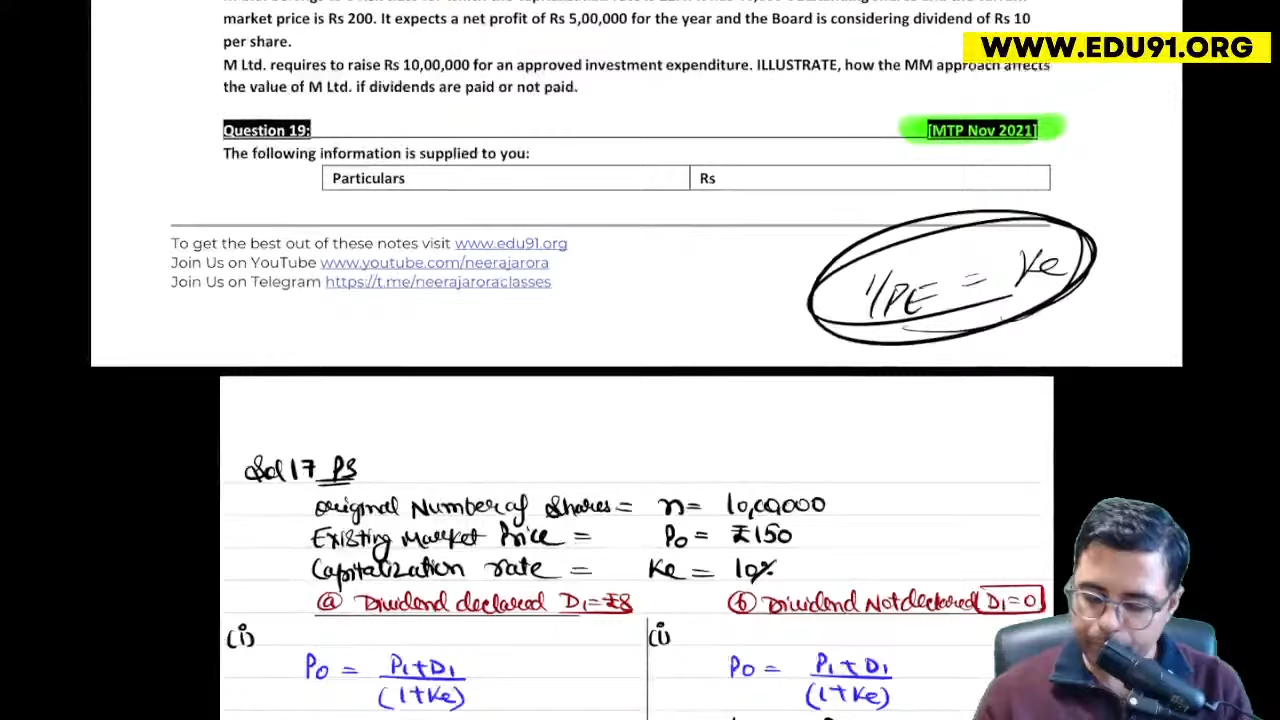 market price is Rs 200. It expects a net profit of Rs 5,00,000 for the year and the Board is considering dividend of Rs 10
per share.
WWW.EDU91.ORG
M Ltd. requires to raise Rs 10,00,000 for an approved investment expenditure. ILLUSTRATE, how the MM approach affects
the value of M Ltd. if dividends are paid or not paid.
Question 19: [MTP Nov 2021]
The following information is supplied to you:
Particulars Rs
To get the best out of these notes visit www.edu91.org
Join Us on YouTube www.youtube.com/neerajarora
Join Us on Telegram https://t.me/neerajaroraclasses
1/PE = Ke
Sol 17 PS
Original Number of Shares = n = 10,00,000
Existing Market Price = P0 = ₹150
Capitalization rate = Ke = 10%
(a) Dividend declared D1 = ₹8 (b) Dividend Not declared D1 = 0
(i) (i)
P0 = P1 + D1 / (1 + Ke) P0 = P1 + D1 / (1 + Ke)